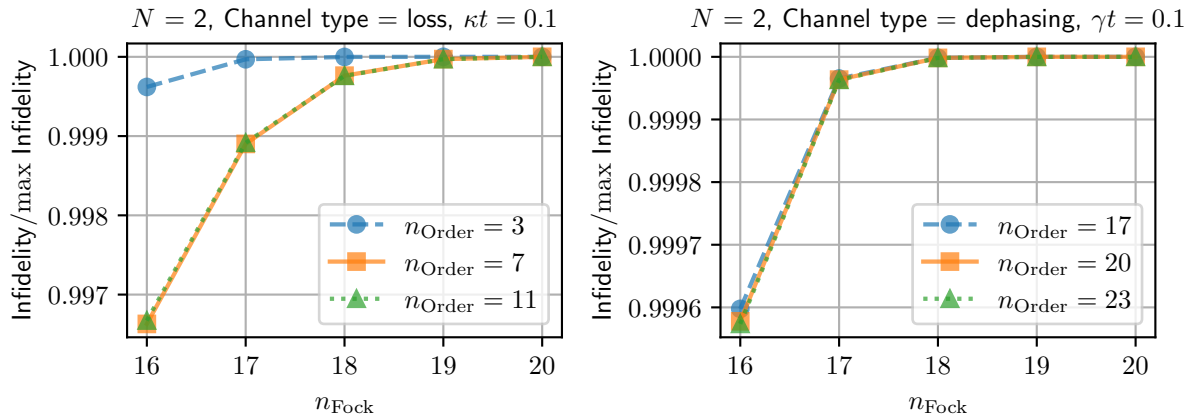 N = 2, Channel type = loss, κt = 0.1
Infidelity/max Infidelity
1.000
0.999
0.998
0.997
n_Order = 3
n_Order = 7
n_Order = 11
16 17 18 19 20
n_Fock
N = 2, Channel type = dephasing, γt = 0.1
Infidelity/max Infidelity
1.0000
0.9999
0.9998
0.9997
0.9996
n_Order = 17
n_Order = 20
n_Order = 23
16 17 18 19 20
n_Fock